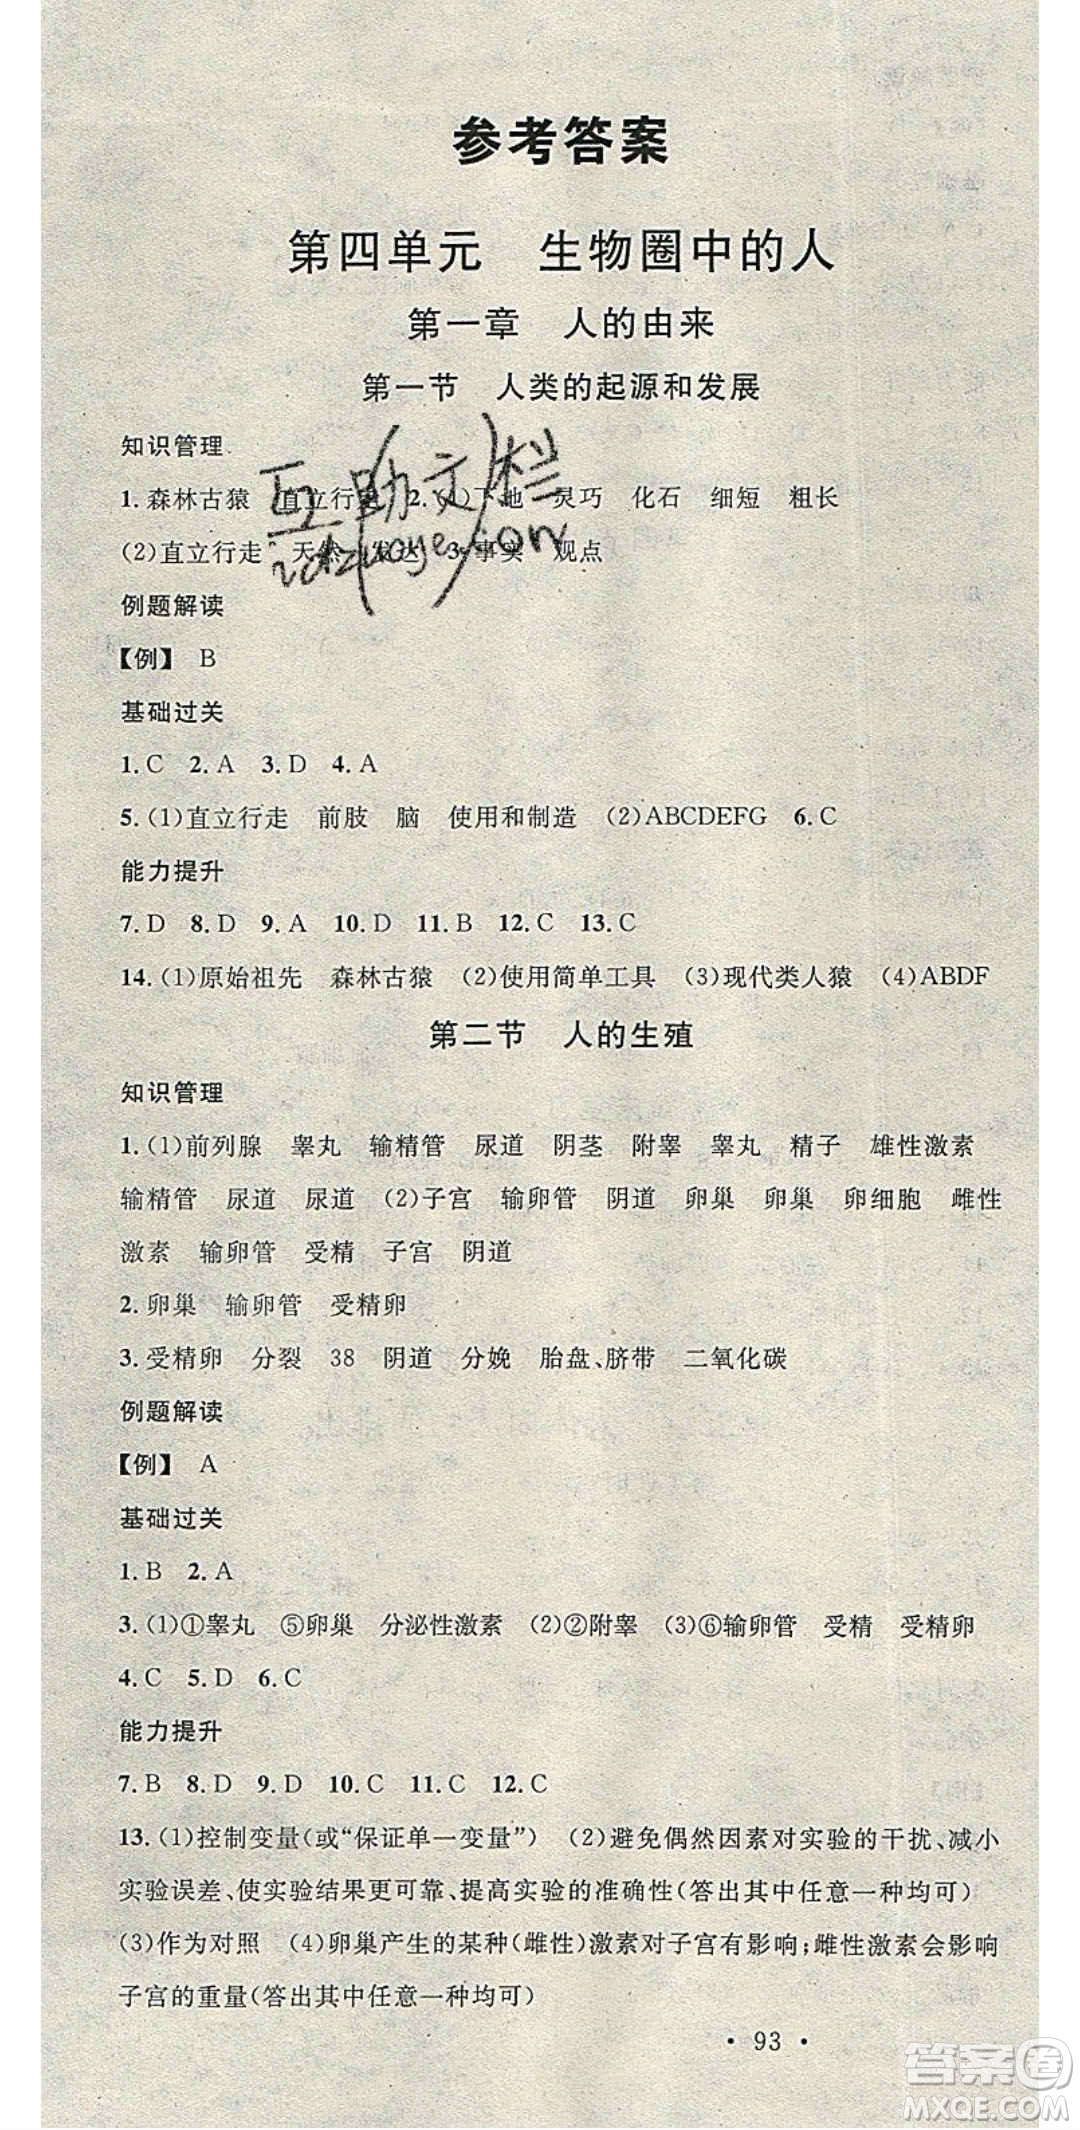 参考答案
第四单元　生物圈中的人
第一章　人的由来
第一节　人类的起源和发展
知识管理
1.森林古猿　直立行走　2.(1)下地　灵巧　化石　细短　粗长
(2)直立行走　天然　发达　3.事实　观点
互助文栏
例题解读
【例】　B
基础过关
1.C　2.A　3.D　4.A
5.(1)直立行走　前肢　脑　使用和制造　(2)ABCDEFG　6.C
能力提升
7.D　8.D　9.A　10.D　11.B　12.C　13.C
14.(1)原始祖先　森林古猿　(2)使用简单工具　(3)现代类人猿　(4)ABDF
第二节　人的生殖
知识管理
1.(1)前列腺　睾丸　输精管　尿道　阴茎　附睾　睾丸　精子　雄性激素
输精管　尿道　尿道　(2)子宫　输卵管　阴道　卵巢　卵巢　卵细胞　雌性
激素　输卵管　受精　子宫　阴道
2.卵巢　输卵管　受精卵
3.受精卵　分裂　38　阴道　分娩　胎盘、脐带　二氧化碳
例题解读
【例】　A
基础过关
1.B　2.A
3.(1)①睾丸　⑤卵巢　分泌性激素　(2)②附睾　(3)⑥输卵管　受精　受精卵
4.C　5.D　6.C
能力提升
7.B　8.D　9.D　10.C　11.C　12.C
13.(1)控制变量(或“保证单一变量”)　(2)避免偶然因素对实验的干扰、减小
实验误差、使实验结果更可靠、提高实验的准确性(答出其中任意一种均可)
(3)作为对照　(4)卵巢产生的某种(雌性)激素对子宫有影响;雌性激素会影响
子宫的重量(答出其中任意一种均可)
· 93 ·
答案圈
MXQE.COM